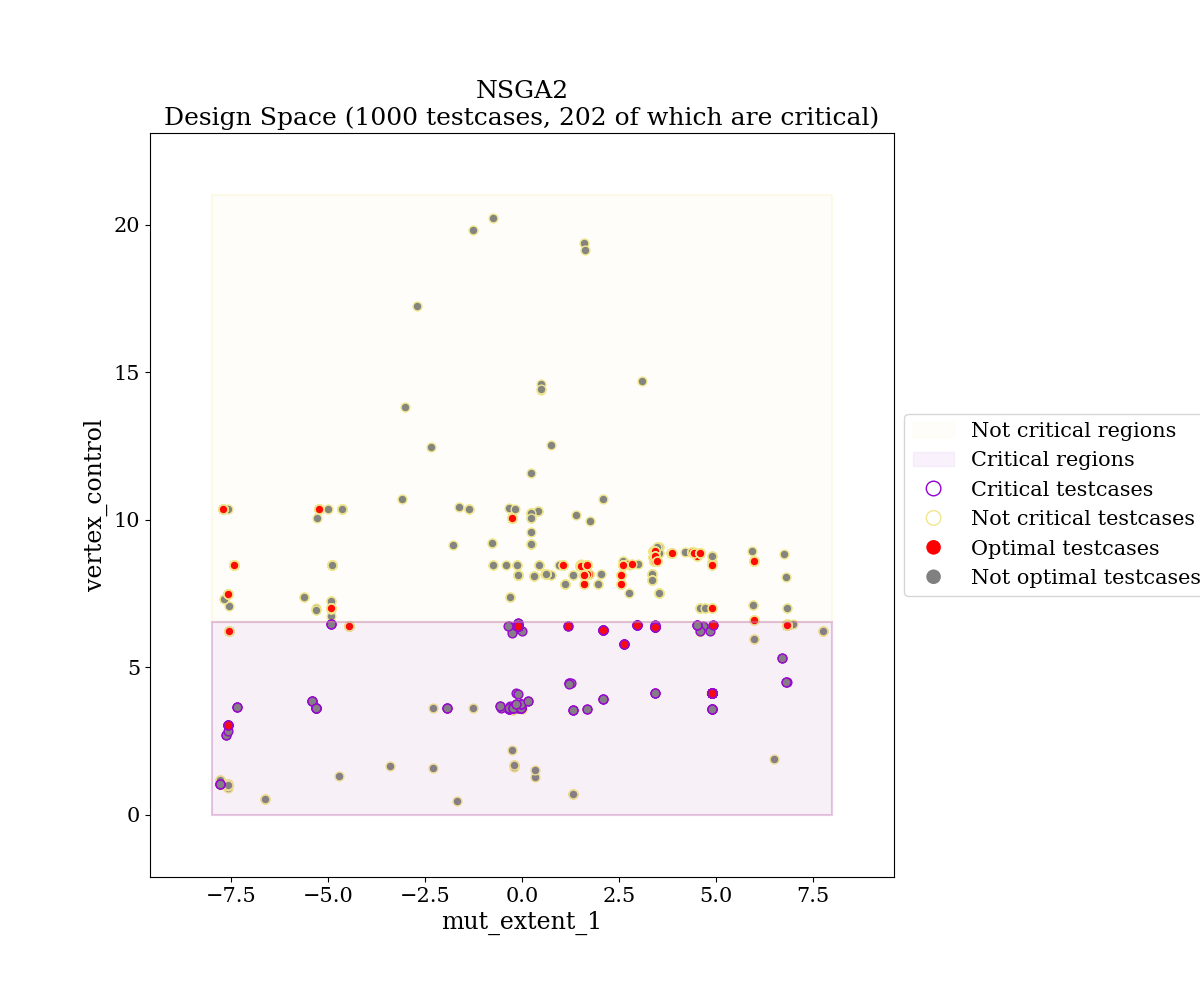 NSGA2
Design Space (1000 testcases, 202 of which are critical)
vertex_control
20
15
10
5
0
−7.5
−5.0
−2.5
0.0
2.5
5.0
7.5
mut_extent_1
Not critical regions
Critical regions
Critical testcases
Not critical testcases
Optimal testcases
Not optimal testcases